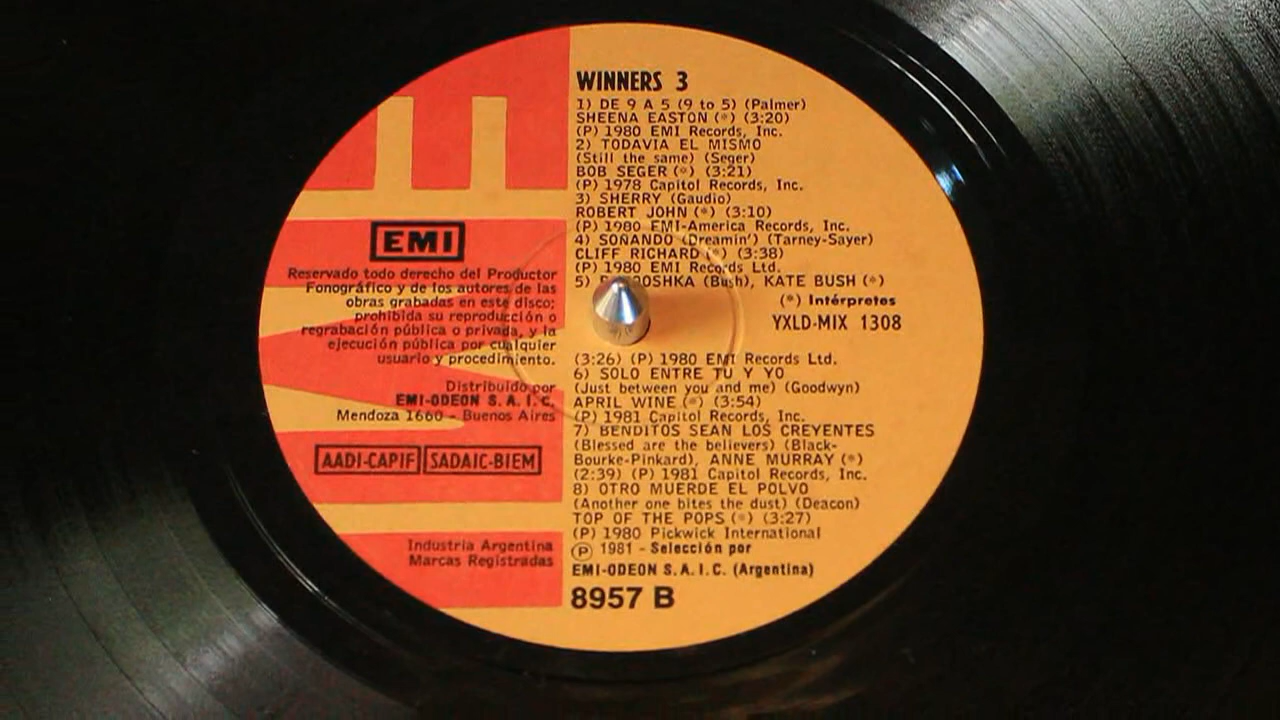 WINNERS 3
1) DE 9 A 5 (9 to 5) (Palmer)
SHEENA EASTON (*) (3:20)
(P) 1980 EMI Records, Inc.
2) TODAVIA EL MISMO
(Still the same) (Seger)
BOB SEGER (*) (3:21)
(P) 1978 Capitol Records, Inc.
3) SHERRY (Gaudio)
ROBERT JOHN (*) (3:10)
(P) 1980 EMI-America Records, Inc.
4) SOÑANDO (Dreamin') (Tarney-Sayer)
CLIFF RICHARD (*) (3:38)
(P) 1980 EMI Records Ltd.
5) (Bush), KATE BUSH (*)
(*) Intérpretes
YXLD-MIX 1308
(3:26) (P) 1980 EMI Records Ltd.
6) SOLO ENTRE TU Y YO
(Just between you and me) (Goodwyn)
APRIL WINE (*) (3:54)
(P) 1981 Capitol Records, Inc.
7) BENDITOS SEAN LOS CREYENTES
(Blessed are the believers) (Black-
Bourke-Pinkard), ANNE MURRAY (*)
(2:39) (P) 1981 Capitol Records, Inc.
8) OTRO MUERDE EL POLVO
(Another one bites the dust) (Deacon)
TOP OF THE POPS (*) (3:27)
(P) 1980 Pickwick International
Ⓟ 1981 - Selección por
EMI-ODEON S.A.I.C. (Argentina)
8957 B
EMI
Reservado todo derecho del Productor
Fonográfico y de los autores de las
obras grabadas en este disco;
prohibida su reproducción o
regrabación pública o privada, y la
ejecución pública por cualquier
usuario y procedimiento.
Distribuido por
EMI-ODEON S.A.I.C.
Mendoza 1660 - Buenos Aires
AADI-CAPIF SADAIC-BIEM
Industria Argentina
Marcas Registradas